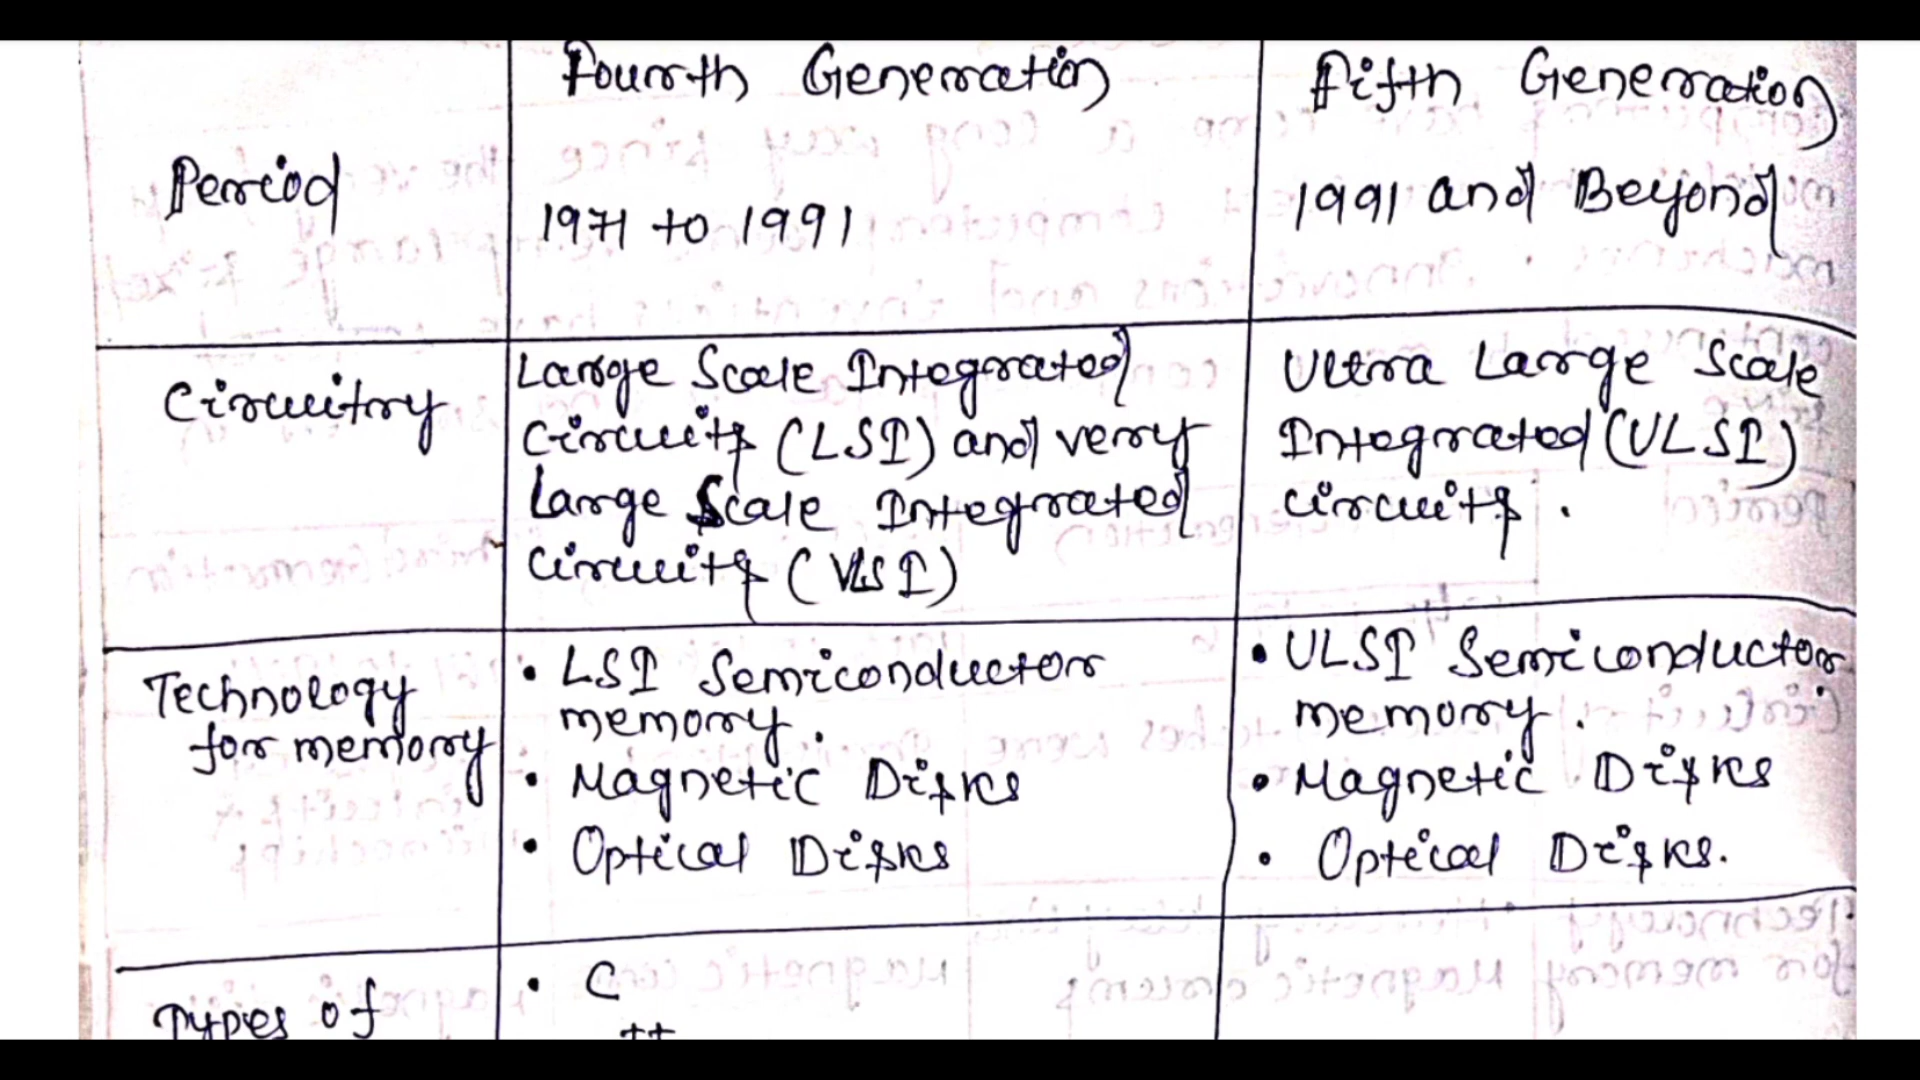 Fourth Generation
Fifth Generation
Period
1971 to 1991
1991 and Beyond
Circuitry
Large Scale Integrated
Circuits (LSI) and very
Large Scale Integrated
Circuits (VLSI)
Ultra Large Scale
Integrated (ULSI)
circuits.
Technology
for memory
• LSI Semiconductor
memory.
• Magnetic Disks
• Optical Disks
• ULSI Semiconductor
memory.
• Magnetic Disks
• Optical Disks.
Types of
• C